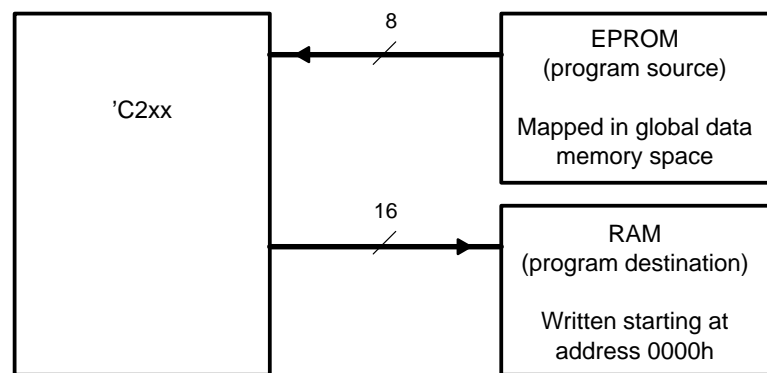 'C2xx
8
EPROM
(program source)
Mapped in global data
memory space
16
RAM
(program destination)
Written starting at
address 0000h